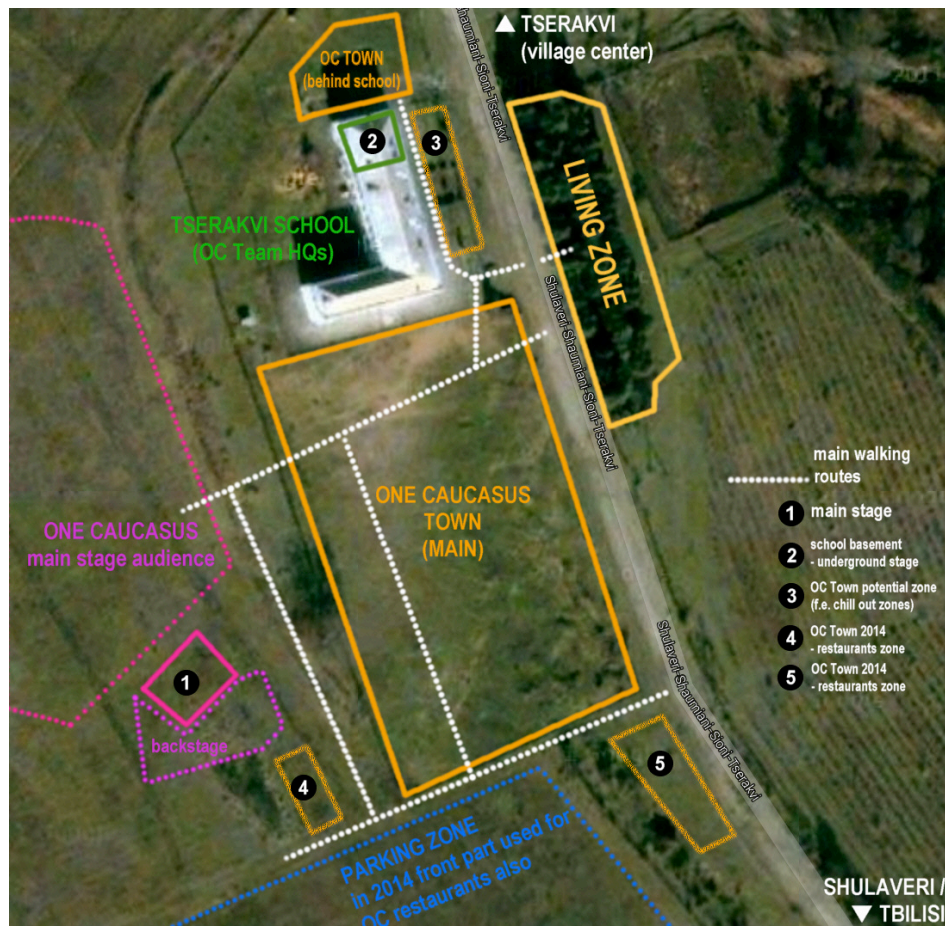 ▲ TSERAKVI
(village center)
Shaumiani-Sioni-Tserakvi
OC TOWN
(behind school)
2
3
LIVING ZONE
TSERAKVI SCHOOL
(OC Team HQs)
Shulaveri-Shaumiani-Sioni-Tserakvi
ONE CAUCASUS
TOWN
(MAIN)
ONE CAUCASUS
main stage audience
1
backstage
4
5
Shulaveri-Shaumiani-Sioni-Tserakvi
PARKING ZONE
In 2014 front part used for
OC restaurants also
main walking
routes
1 main stage
2 school basement
- underground stage
3 OC Town potential zone
(f.e. chill out zones)
4 OC Town 2014
- restaurants zone
5 OC Town 2014
- restaurants zone
SHULAVERI /
▼ TBILISI